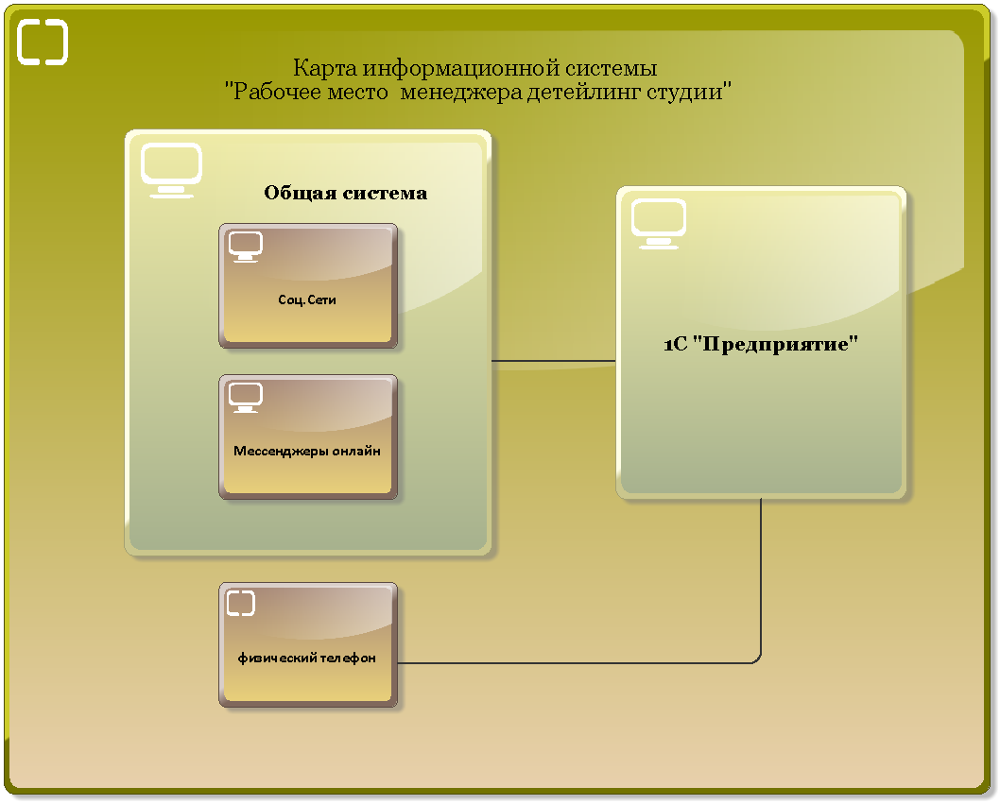 Карта информационной системы
"Рабочее место  менеджера детейлинг студии"
Общая система
Соц.Сети
1С "Предприятие"
Мессенджеры онлайн
физический телефон